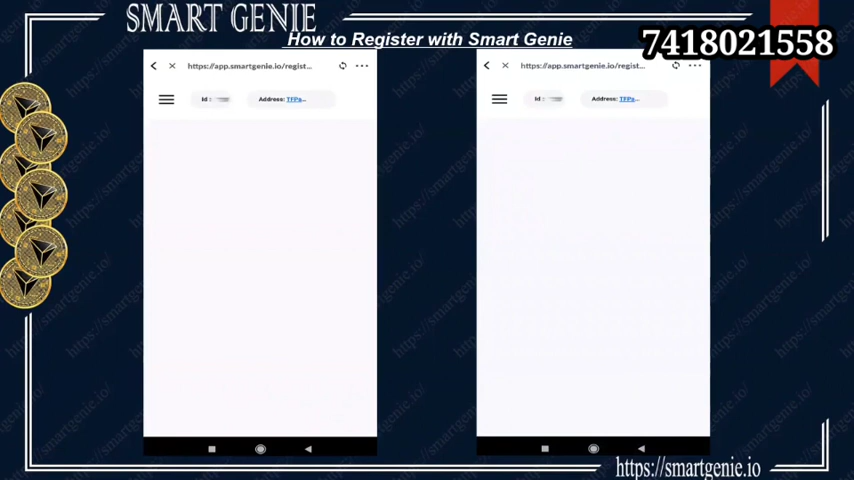 SMART GENIE
How to Register with Smart Genie
7418021558
https://app.smartgenie.io/regist...
Id :
Address: TFPa...
https://app.smartgenie.io/regist...
Id :
Address: TFPa...
https://smartgenie.io